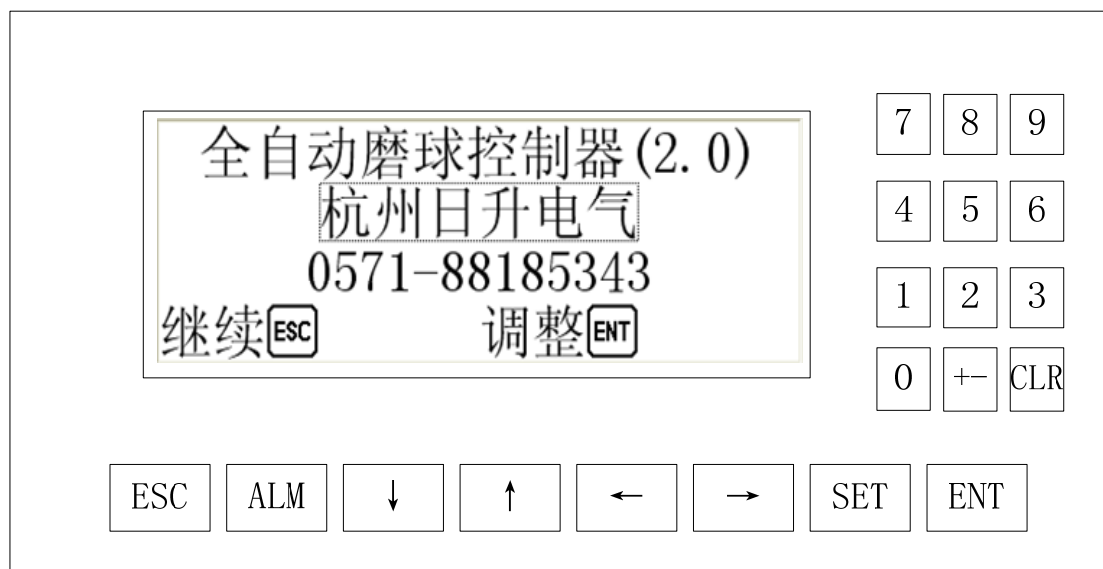 全自动磨球控制器(2.0)
杭州日升电气
0571-88185343
继续ESC 调整ENT
7 8 9
4 5 6
1 2 3
0 +- CLR
ESC ALM ↓ ↑ ← → SET ENT